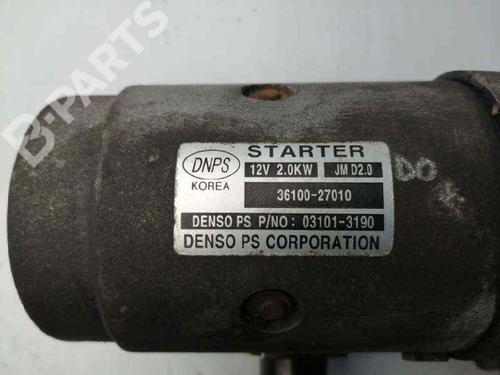 B-PARTS
STARTER
DNPS
12V 2.0KW JM D2.0
KOREA
36100-27010
DENSO PS P/NO: 03101-3190
DENSO PS CORPORATION
DO